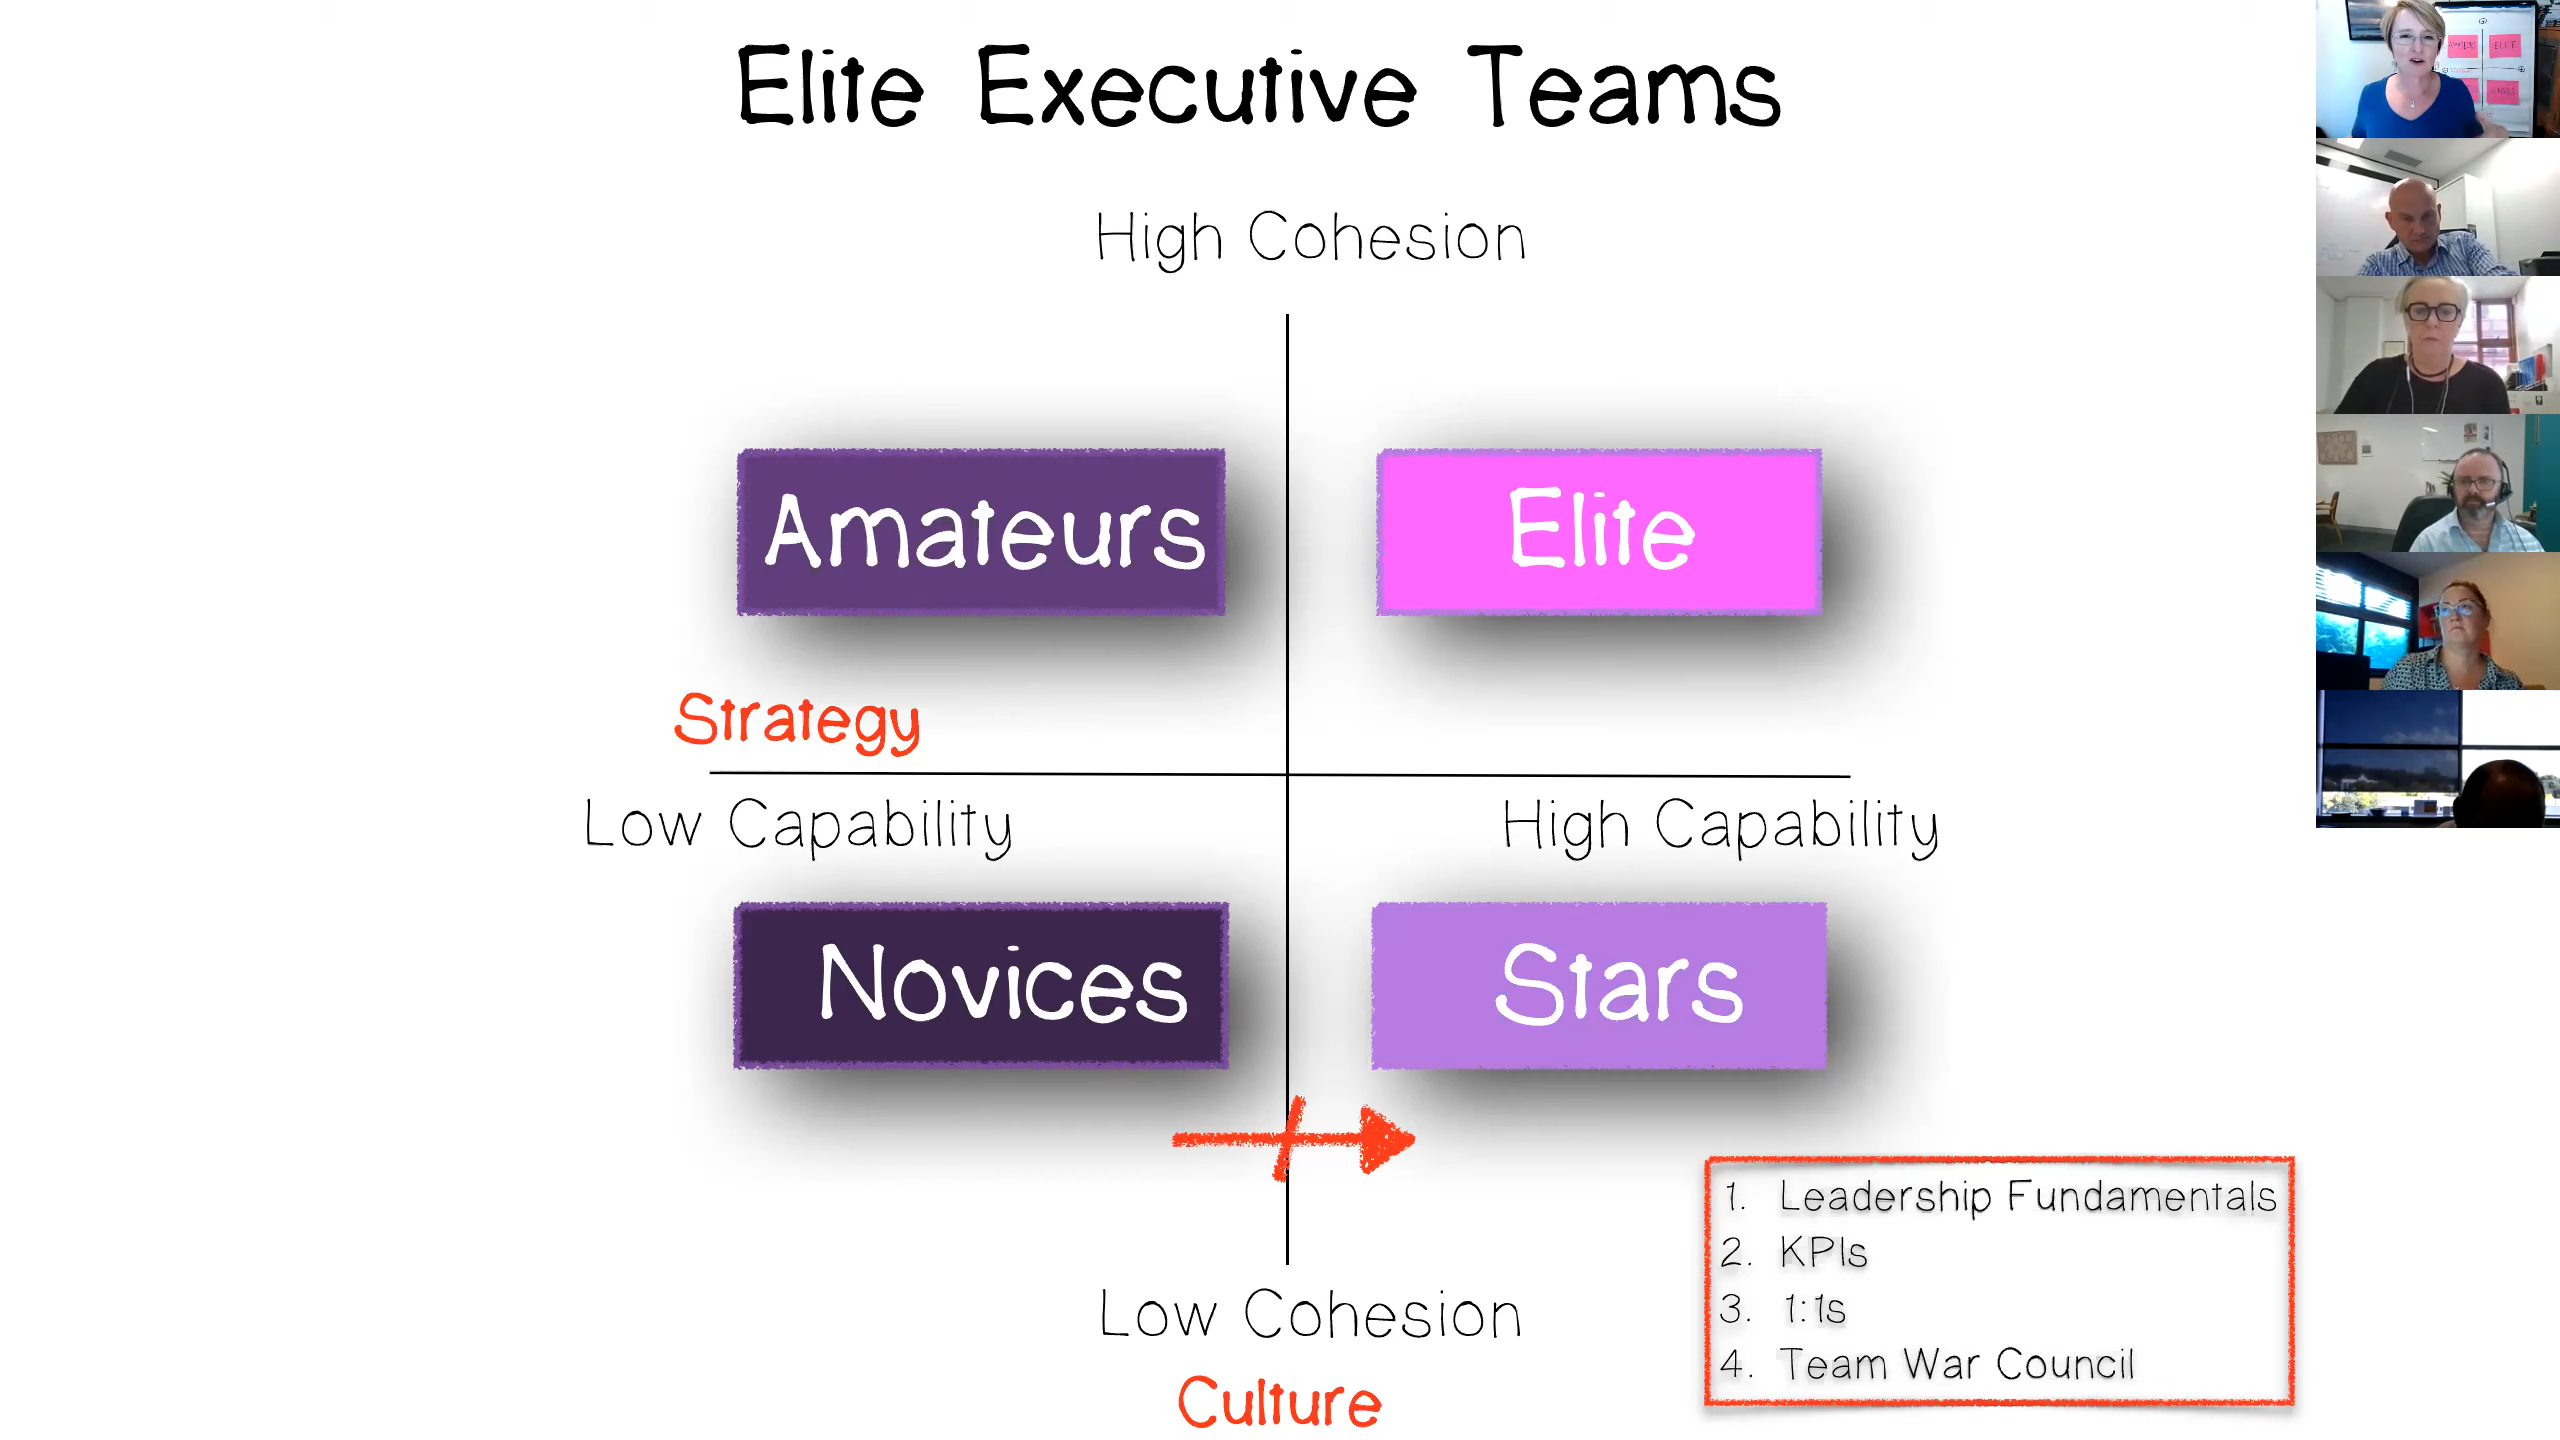 Elite Executive Teams
High Cohesion
Amateurs
Elite
Strategy
Low Capability
High Capability
Novices
Stars
1. Leadership Fundamentals
2. KPIs
3. 1:1s
4. Team War Council
Low Cohesion
Culture
ELITE